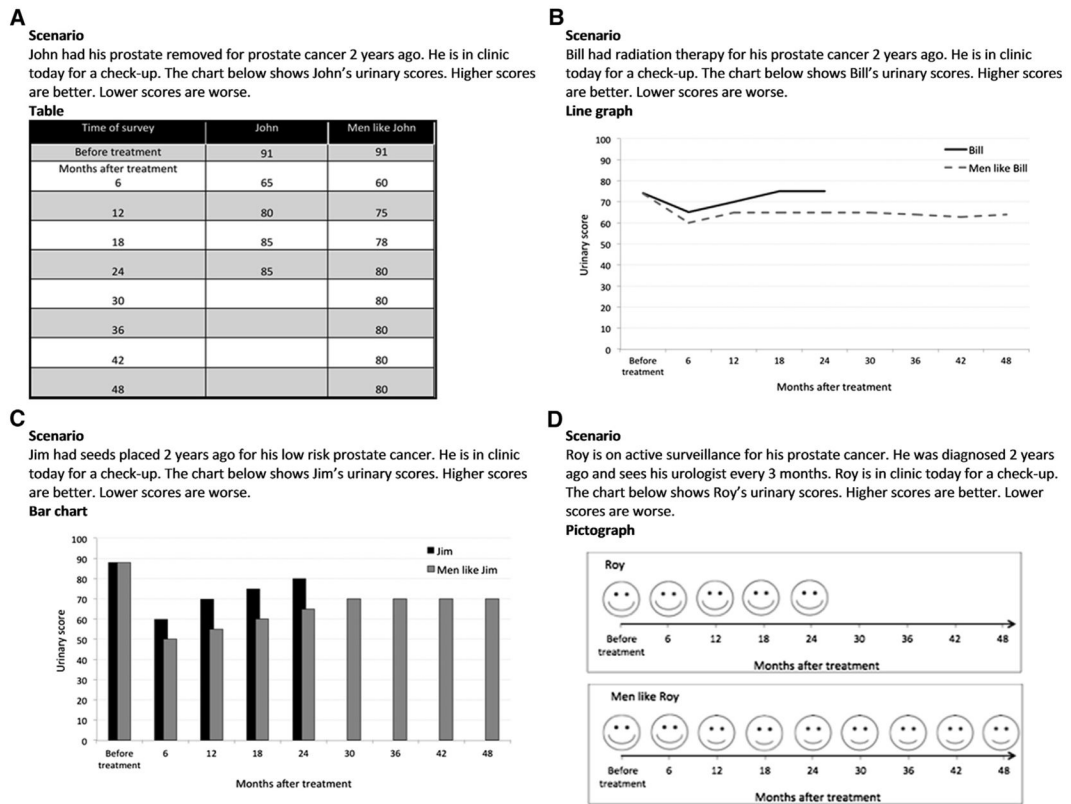 A
Scenario
John had his prostate removed for prostate cancer 2 years ago. He is in clinic
today for a check-up. The chart below shows John's urinary scores. Higher scores
are better. Lower scores are worse.
Table
Time of survey John Men like John
Before treatment 91 91
Months after treatment
6 65 60
12 80 75
18 85 78
24 85 80
30 80
36 80
42 80
48 80
B
Scenario
Bill had radiation therapy for his prostate cancer 2 years ago. He is in clinic
today for a check-up. The chart below shows Bill's urinary scores. Higher scores
are better. Lower scores are worse.
Line graph
100
90
80
70
60
50
40
30
20
10
0
Urinary score
Bill
Men like Bill
Before 6 12 18 24 30 36 42 48
treatment
Months after treatment
C
Scenario
Jim had seeds placed 2 years ago for his low risk prostate cancer. He is in clinic
today for a check-up. The chart below shows Jim's urinary scores. Higher scores
are better. Lower scores are worse.
Bar chart
100
90
80
70
60
50
40
30
20
10
0
Urinary score
Jim
Men like Jim
Before 6 12 18 24 30 36 42 48
treatment
Months after treatment
D
Scenario
Roy is on active surveillance for his prostate cancer. He was diagnosed 2 years
ago and sees his urologist every 3 months. Roy is in clinic today for a check-up.
The chart below shows Roy's urinary scores. Higher scores are better. Lower
scores are worse.
Pictograph
Roy
Before 6 12 18 24 30 36 42 48
treatment
Months after treatment
Men like Roy
Before 6 12 18 24 30 36 42 48
treatment
Months after treatment